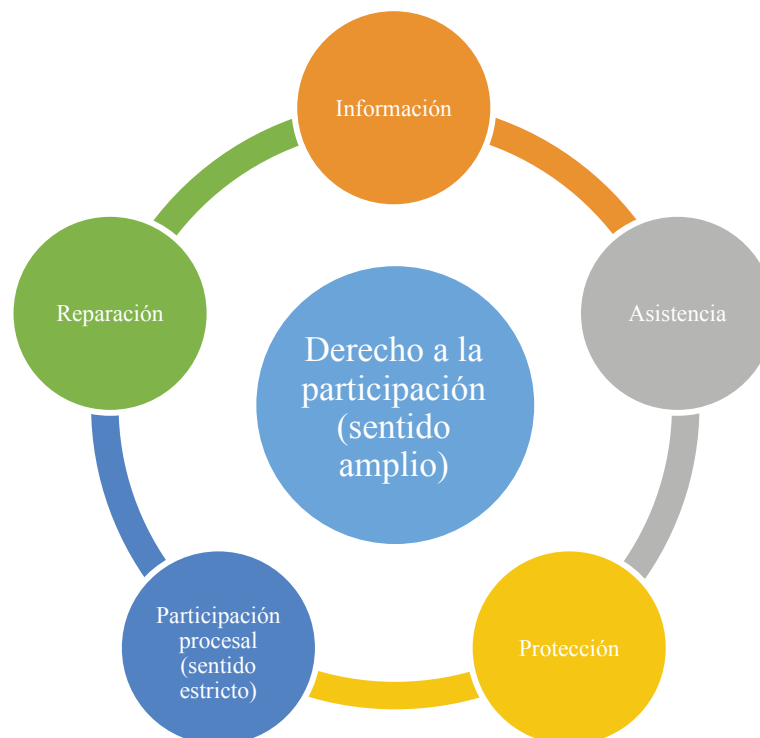 Información
Reparación
Asistencia
Derecho a la
participación
(sentido
amplio)
Participación
procesal
(sentido
estricto)
Protección